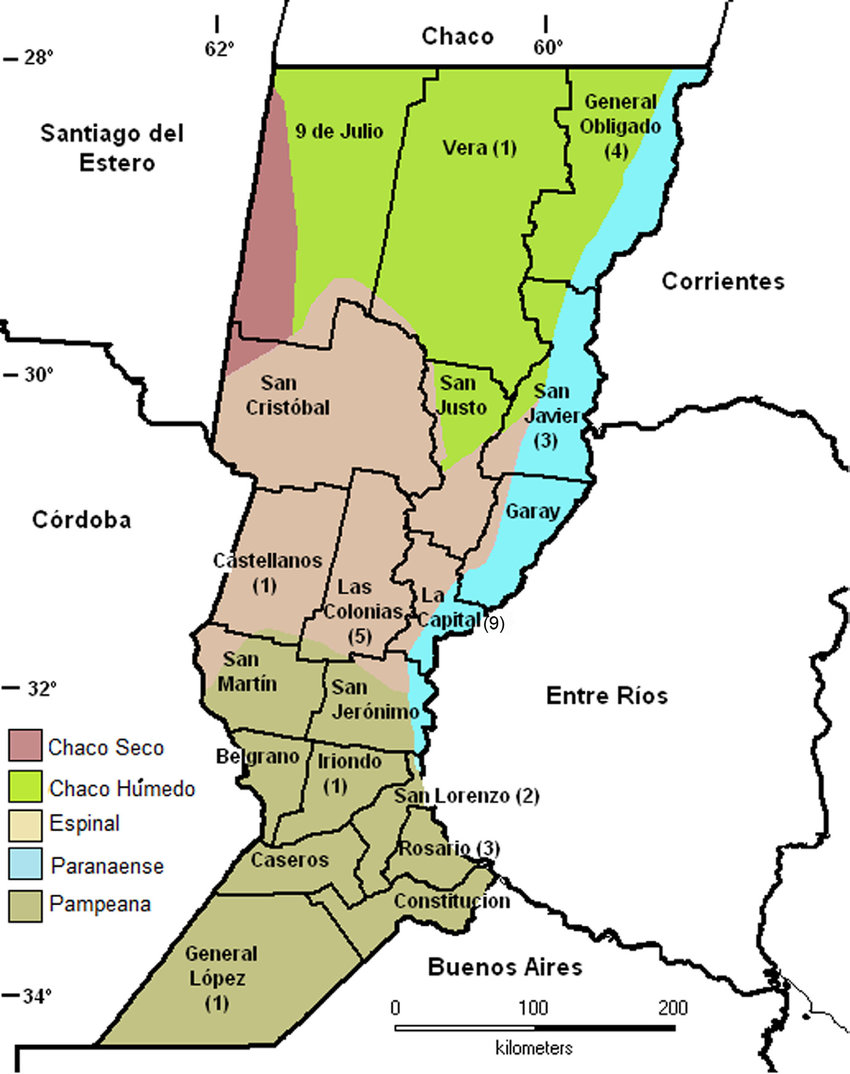 Chaco
62°
60°
28°
Santiago del
Estero
9 de Julio
Vera (1)
General
Obligado
(4)
Corrientes
30°
San
Cristóbal
San
Justo
San
Javier
(3)
Córdoba
Garay
Castellanos
(1)
Las
Colonias
(5)
La
Capital(9)
San
Martín
San
Jerónimo
32°
Entre Ríos
Chaco Seco
Chaco Húmedo
Espinal
Paranaense
Pampeana
Belgrano
Iriondo
(1)
San Lorenzo (2)
Caseros
Rosario (3)
Constitucion
General
López
(1)
Buenos Aires
34°
0 100 200
kilometers